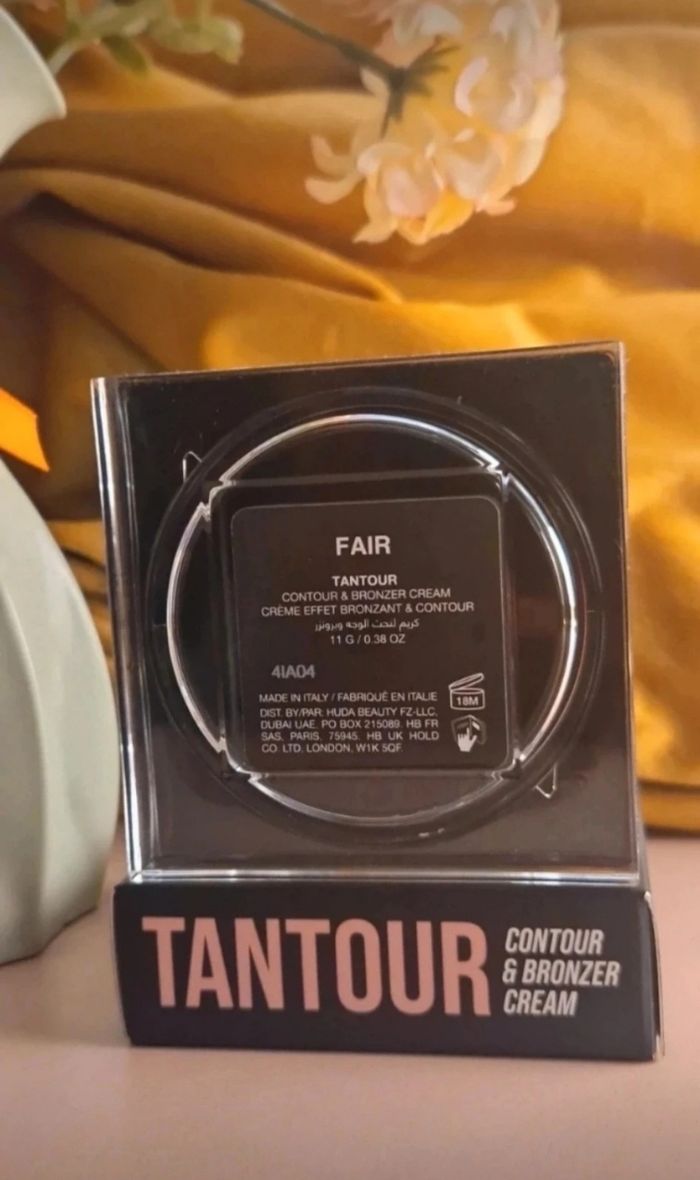 FAIR
TANTOUR
CONTOUR & BRONZER CREAM
CRÈME EFFET BRONZANT & CONTOUR
كريم لنحت الوجه وبرونزر
11 G / 0.38 OZ
4IA04
MADE IN ITALY / FABRIQUÉ EN ITALIE
DIST. BY/PAR: HUDA BEAUTY FZ-LLC,
DUBAI UAE. PO BOX 215089. HB FR
SAS, PARIS, 75945. HB UK HOLD
CO LTD, LONDON, W1K 5QF.
18M
TANTOUR
CONTOUR
& BRONZER
CREAM